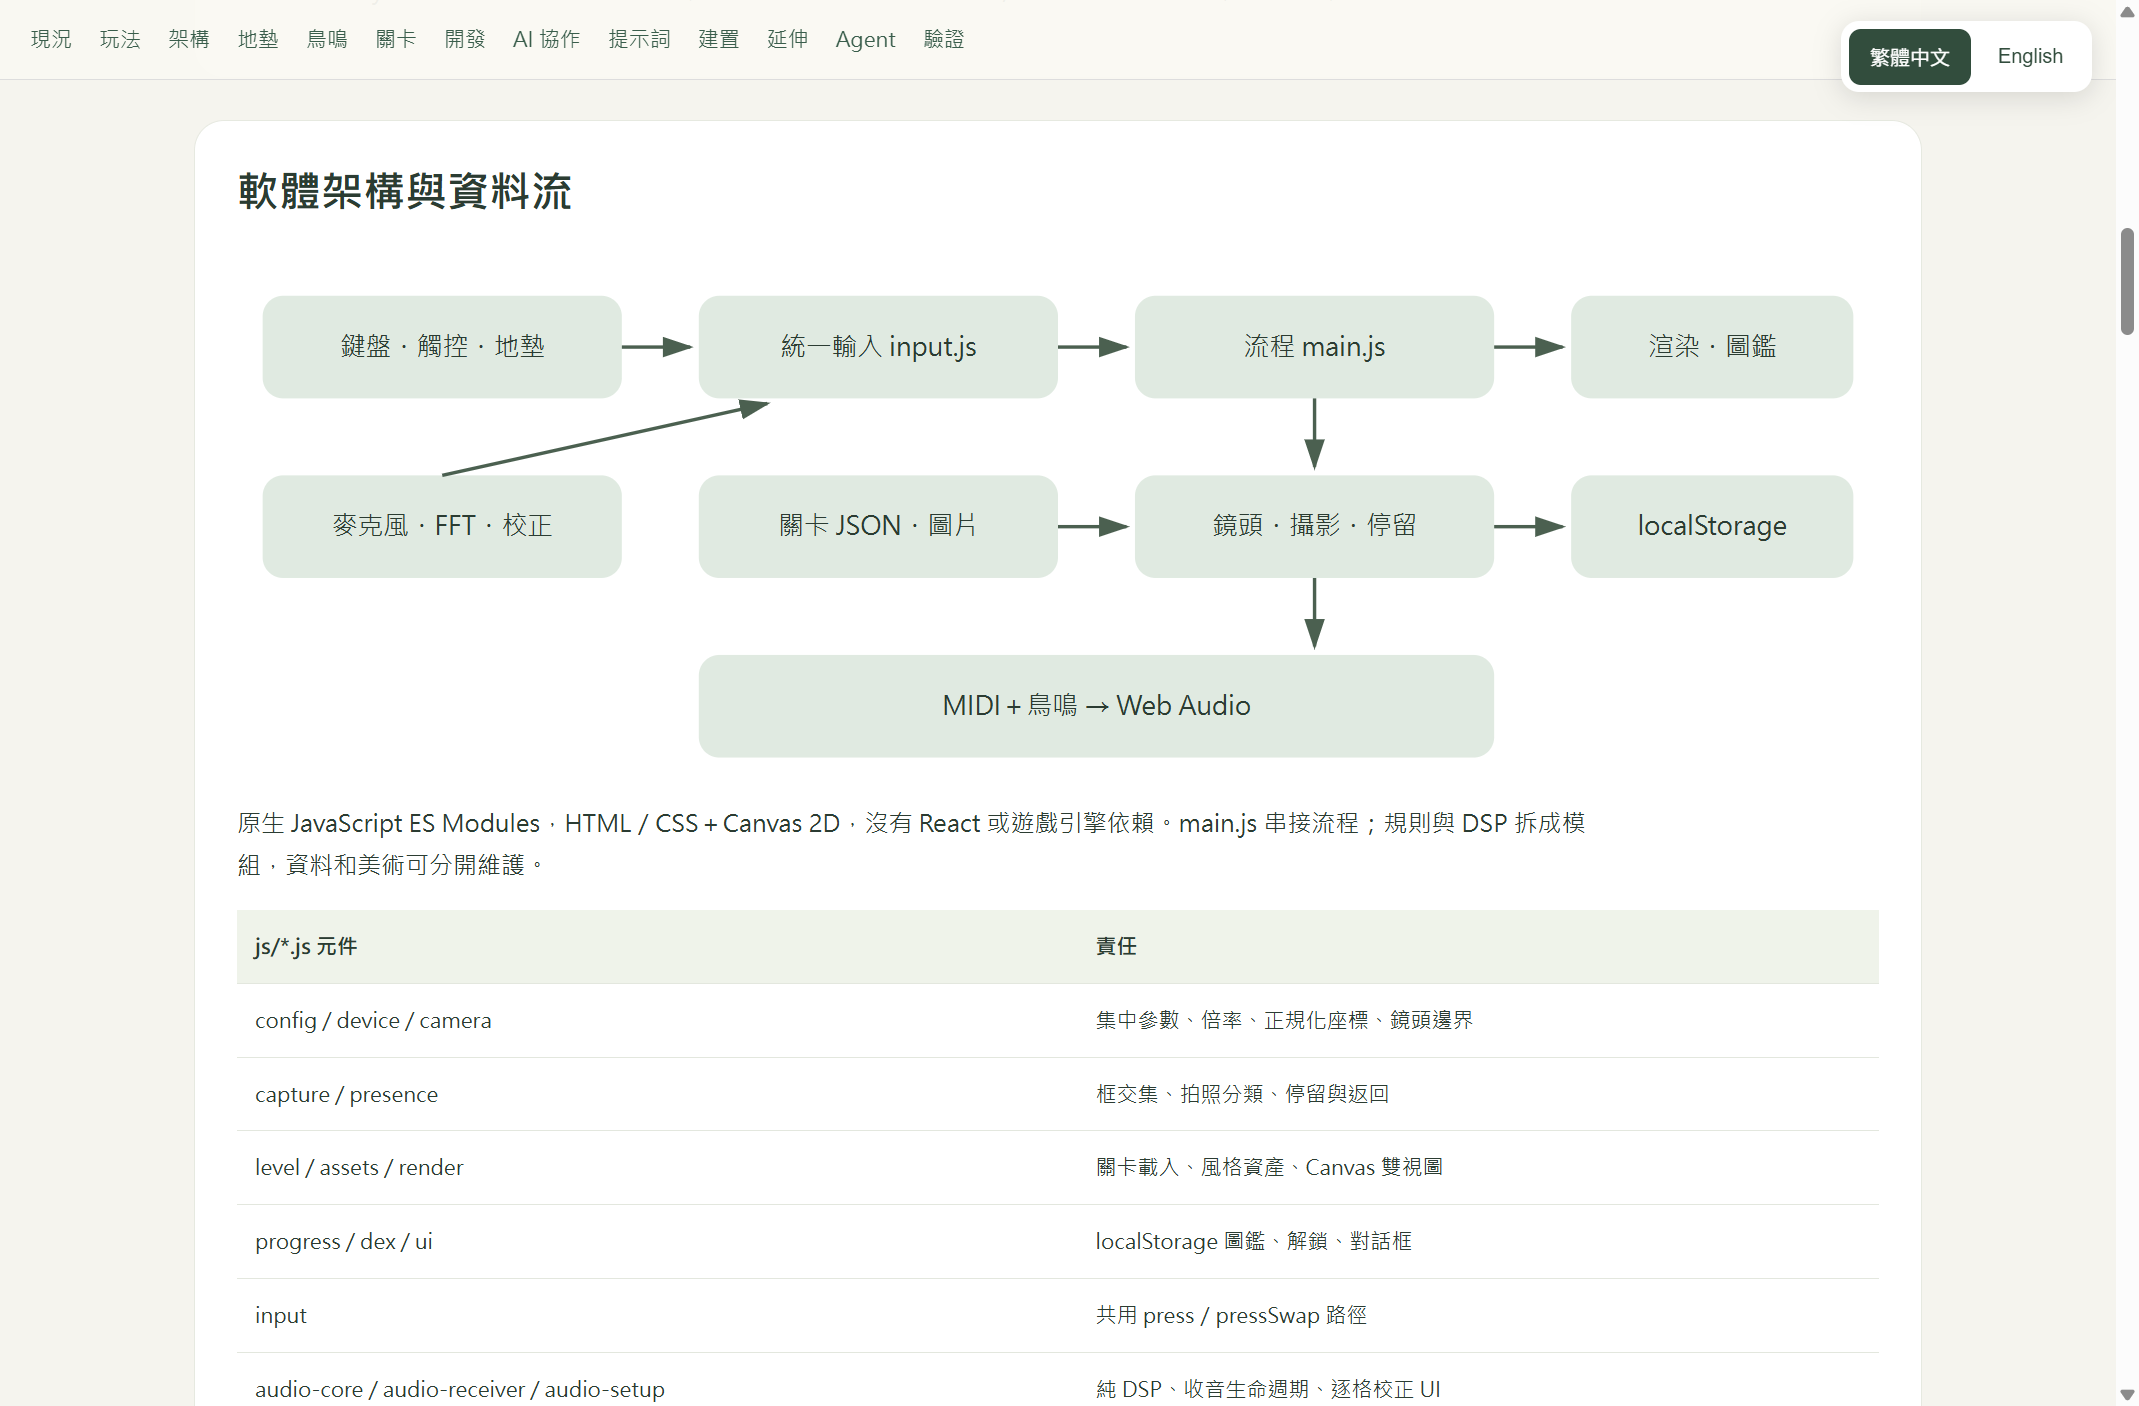 現況 玩法 架構 地墊 鳥鳴 關卡 開發 AI 協作 提示詞 建置 延伸 Agent 驗證
繁體中文 English
軟體架構與資料流
鍵盤・觸控・地墊
統一輸入 input.js
流程 main.js
渲染・圖鑑
麥克風・FFT・校正
關卡 JSON・圖片
鏡頭・攝影・停留
localStorage
MIDI + 鳥鳴 → Web Audio
原生 JavaScript ES Modules，HTML / CSS + Canvas 2D，沒有 React 或遊戲引擎依賴。main.js 串接流程；規則與 DSP 拆成模
組，資料和美術可分開維護。
js/*.js 元件 責任
config / device / camera 集中參數、倍率、正規化座標、鏡頭邊界
capture / presence 框交集、拍照分類、停留與返回
level / assets / render 關卡載入、風格資產、Canvas 雙視圖
progress / dex / ui localStorage 圖鑑、解鎖、對話框
input 共用 press / pressSwap 路徑
audio-core / audio-receiver / audio-setup 純 DSP、收音生命週期、逐格校正 UI